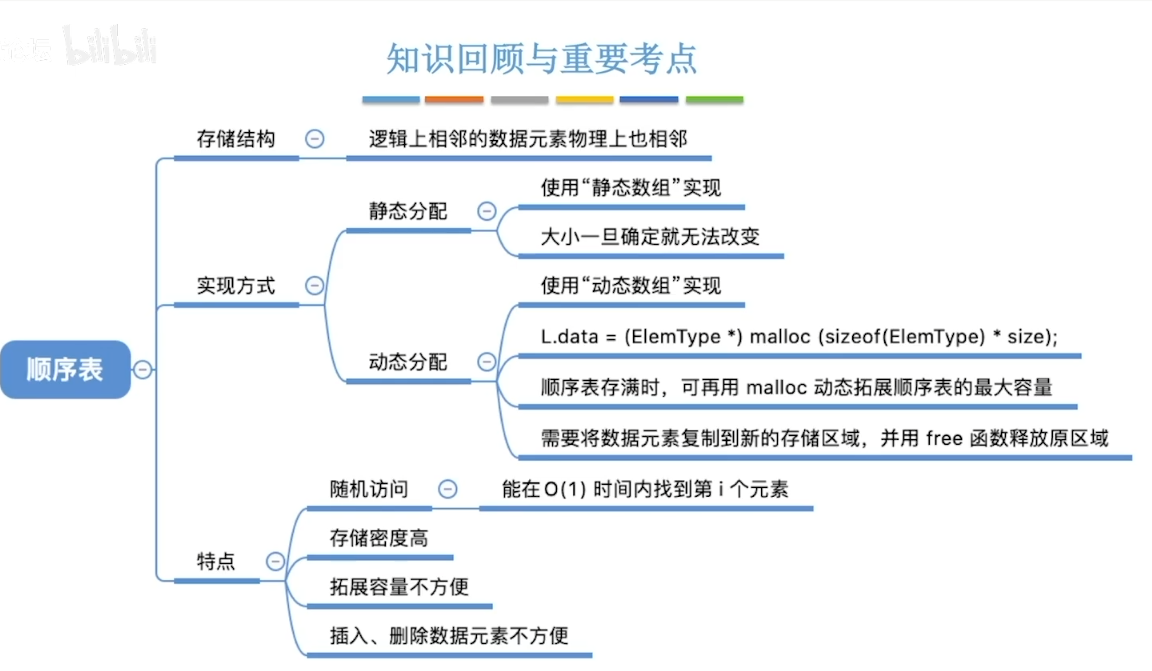 bilibili
知识回顾与重要考点
存储结构
逻辑上相邻的数据元素物理上也相邻
使用“静态数组”实现
静态分配
大小一旦确定就无法改变
实现方式
使用“动态数组”实现
L.data = (ElemType *) malloc (sizeof(ElemType) * size);
动态分配
顺序表
顺序表存满时，可再用 malloc 动态拓展顺序表的最大容量
需要将数据元素复制到新的存储区域，并用 free 函数释放原区域
随机访问
能在O(1) 时间内找到第 i 个元素
存储密度高
特点
拓展容量不方便
插入、删除数据元素不方便